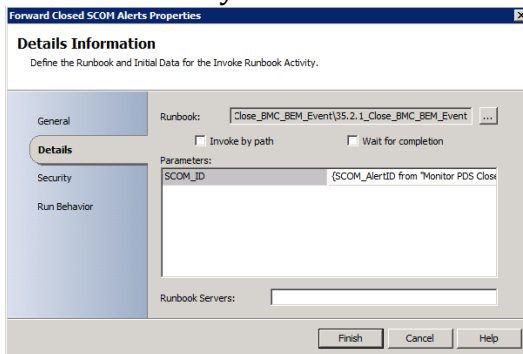 Forward Closed SCOM Alerts Properties
Details Information
Define the Runbook and Initial Data for the Invoke Runbook Activity.
General
Details
Security
Run Behavior
Runbook: Close_BMC_BEM_Event\35.2.1_Close_BMC_BEM_Event ...
Invoke by path Wait for completion
Parameters:
SCOM_ID {SCOM_AlertID from "Monitor PDS Close
Runbook Servers:
Finish Cancel Help